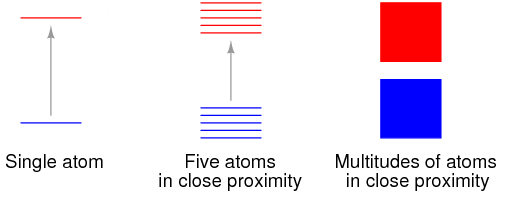 Single atom
Five atoms
in close proximity
Multitudes of atoms
in close proximity